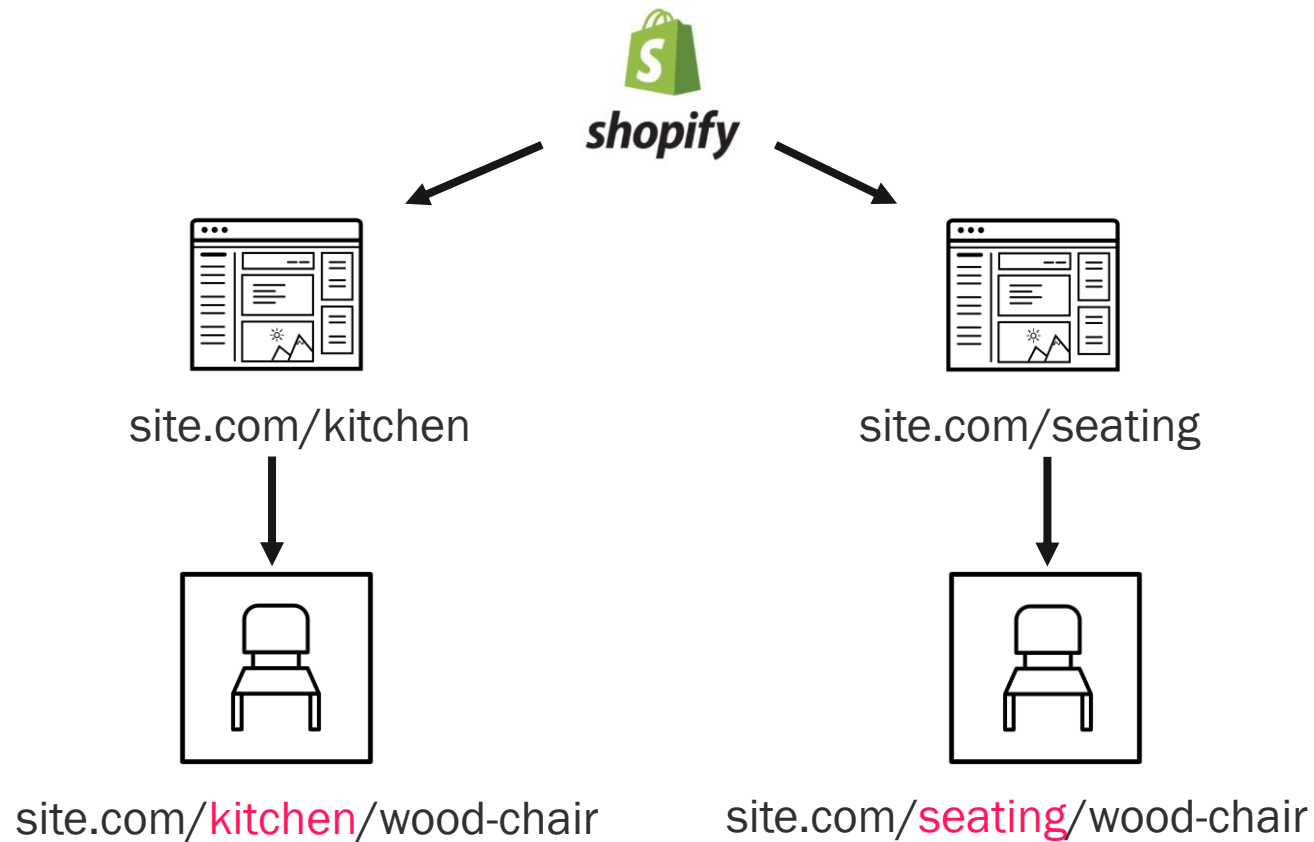 S
shopify
site.com/kitchen
site.com/seating
site.com/kitchen/wood-chair
site.com/seating/wood-chair